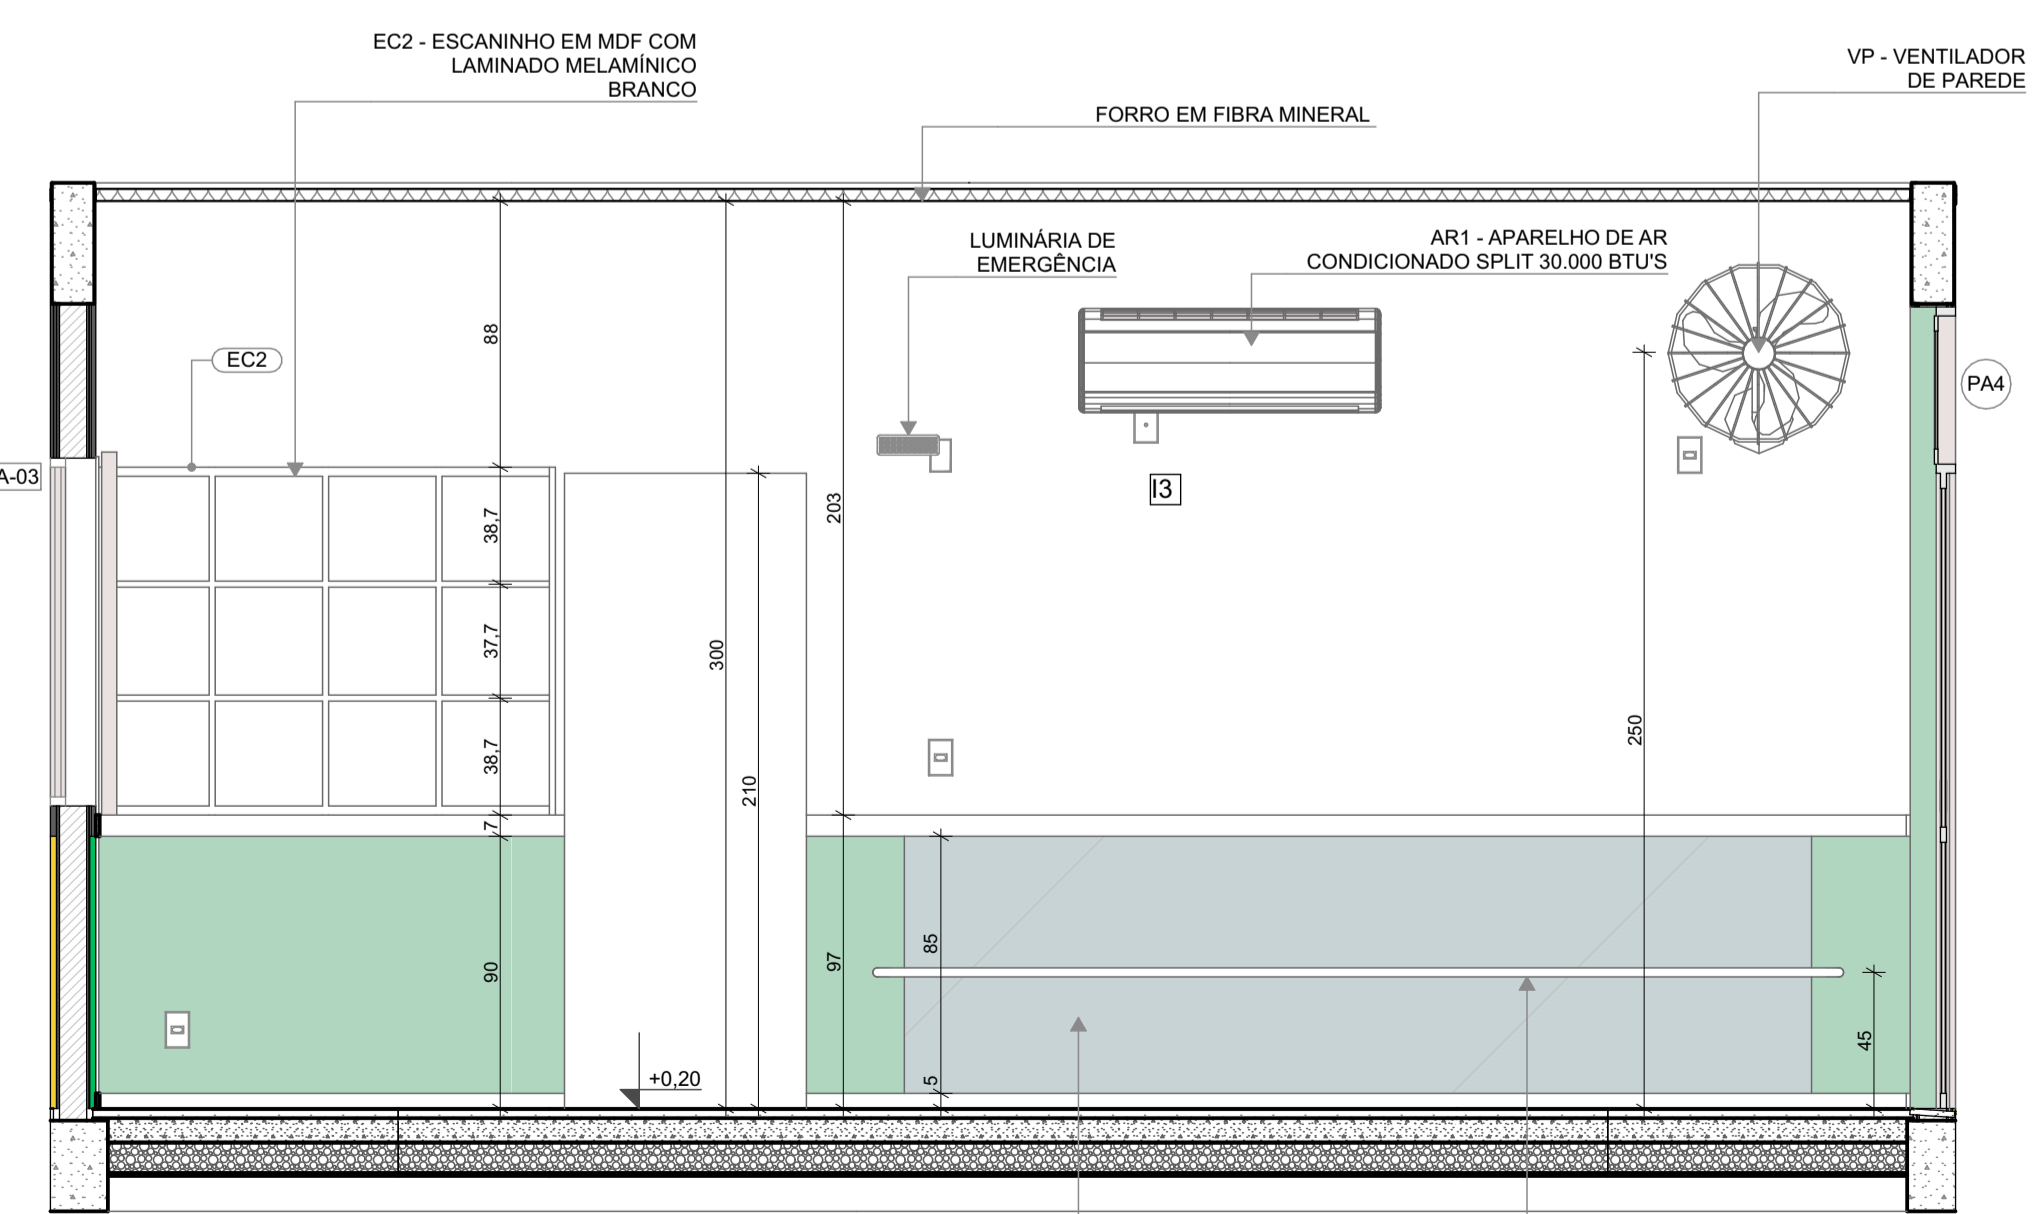 EC2 - ESCANINHO EM MDF COM
LAMINADO MELAMÍNICO
BRANCO
VP - VENTILADOR
DE PAREDE
FORRO EM FIBRA MINERAL
LUMINÁRIA DE
EMERGÊNCIA
AR1 - APARELHO DE AR
CONDICIONADO SPLIT 30.000 BTU'S
88
EC2
PA4
A-03
I3
38,7
203
37,7
300
250
38,7
210
7
90
97
85
45
5
+0,20